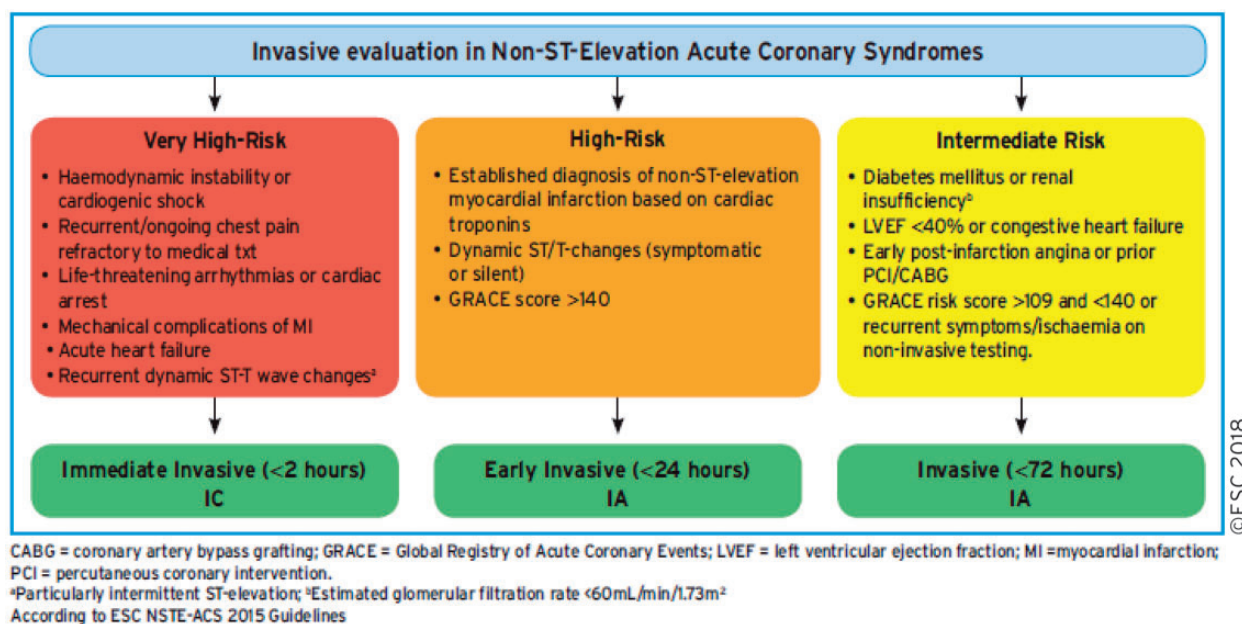 Invasive evaluation in Non-ST-Elevation Acute Coronary Syndromes
Very High-Risk
• Haemodynamic instability or
cardiogenic shock
• Recurrent/ongoing chest pain
refractory to medical txt
• Life-threatening arrhythmias or cardiac
arrest
• Mechanical complications of MI
• Acute heart failure
• Recurrent dynamic ST-T wave changesᵃ
Immediate Invasive (<2 hours)
IC
High-Risk
• Established diagnosis of non-ST-elevation
myocardial infarction based on cardiac
troponins
• Dynamic ST/T-changes (symptomatic
or silent)
• GRACE score >140
Early Invasive (<24 hours)
IA
Intermediate Risk
• Diabetes mellitus or renal
insufficiencyᵇ
• LVEF <40% or congestive heart failure
• Early post-infarction angina or prior
PCI/CABG
• GRACE risk score >109 and <140 or
recurrent symptoms/ischaemia on
non-invasive testing.
Invasive (<72 hours)
IA
©ESC 2018
CABG = coronary artery bypass grafting; GRACE = Global Registry of Acute Coronary Events; LVEF = left ventricular ejection fraction; MI =myocardial infarction;
PCI = percutaneous coronary intervention.
ᵃParticularly intermittent ST-elevation; ᵇEstimated glomerular filtration rate <60mL/min/1.73m²
According to ESC NSTE-ACS 2015 Guidelines